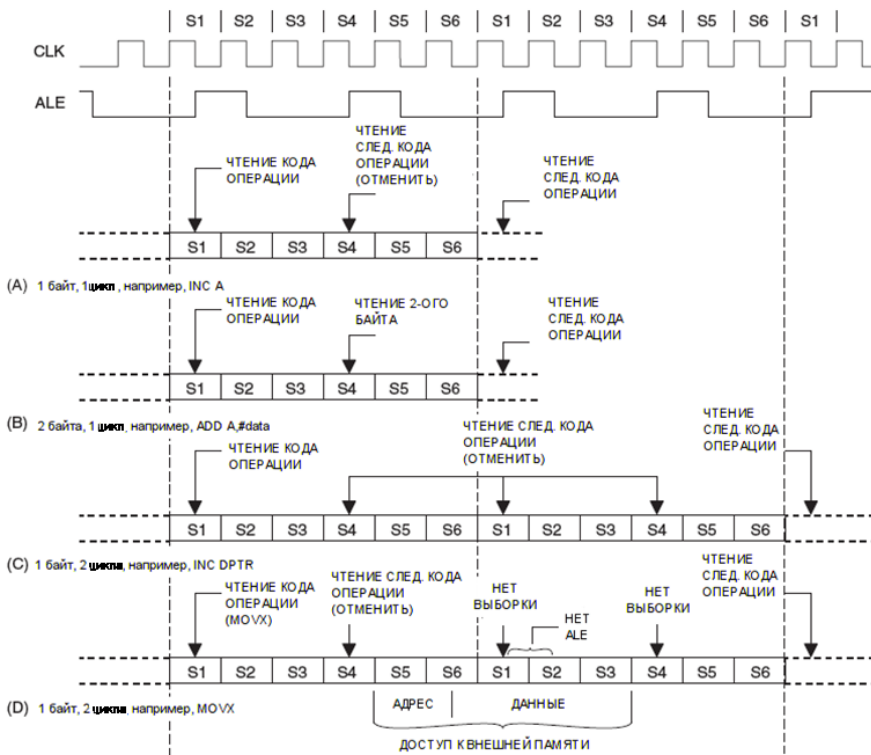 S1 S2 S3 S4 S5 S6 S1 S2 S3 S4 S5 S6 S1
CLK
ALE
ЧТЕНИЕ КОДА
ОПЕРАЦИИ
ЧТЕНИЕ
СЛЕД. КОДА
ОПЕРАЦИИ
(ОТМЕНИТЬ)
ЧТЕНИЕ
СЛЕД. КОДА
ОПЕРАЦИИ
S1 S2 S3 S4 S5 S6
(A) 1 байт, 1цикл , например, INC A
ЧТЕНИЕ КОДА
ОПЕРАЦИИ
ЧТЕНИЕ 2-ОГО
БАЙТА
ЧТЕНИЕ
СЛЕД. КОДА
ОПЕРАЦИИ
S1 S2 S3 S4 S5 S6
(B) 2 байта, 1 цикл, например, ADD A,#data
ЧТЕНИЕ КОДА
ОПЕРАЦИИ
ЧТЕНИЕ СЛЕД. КОДА
ОПЕРАЦИИ
(ОТМЕНИТЬ)
ЧТЕНИЕ
СЛЕД. КОДА
ОПЕРАЦИИ
S1 S2 S3 S4 S5 S6 S1 S2 S3 S4 S5 S6
(C) 1 байт, 2 цикла, например, INC DPTR
ЧТЕНИЕ КОДА
ОПЕРАЦИИ
(MOVX)
ЧТЕНИЕ СЛЕД. КОДА
ОПЕРАЦИИ
(ОТМЕНИТЬ)
НЕТ
ВЫБОРКИ
НЕТ
ALE
НЕТ
ВЫБОРКИ
ЧТЕНИЕ
СЛЕД. КОДА
ОПЕРАЦИИ
S1 S2 S3 S4 S5 S6 S1 S2 S3 S4 S5 S6
(D) 1 байт, 2 цикла, например, MOVX
АДРЕС
ДАННЫЕ
ДОСТУП К ВНЕШНЕЙ ПАМЯТИ